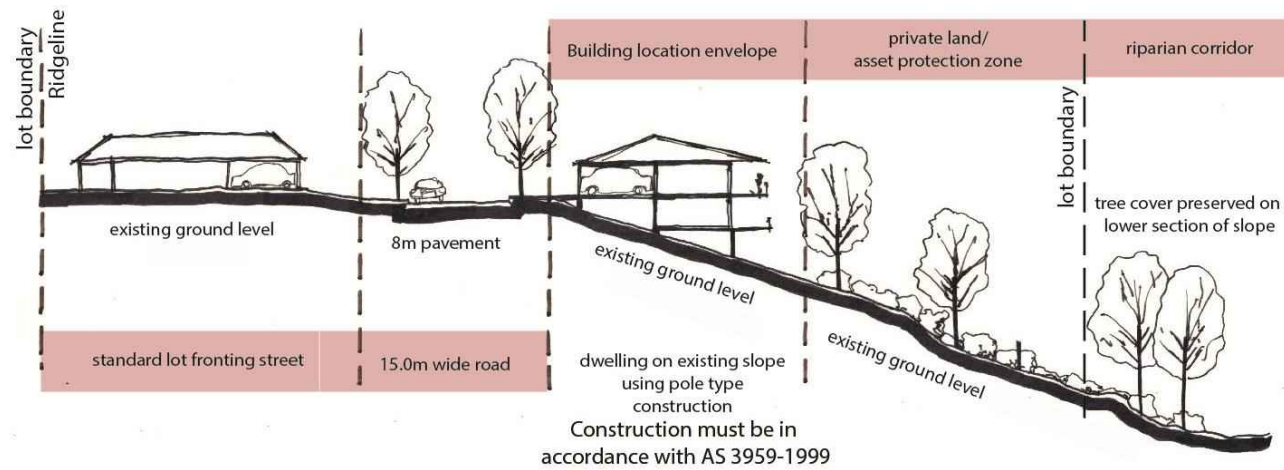 lot boundary
Ridgeline
Building location envelope
private land/
asset protection zone
riparian corridor
lot boundary
tree cover preserved on
lower section of slope
existing ground level
8m pavement
existing ground level
existing ground level
standard lot fronting street
15.0m wide road
dwelling on existing slope
using pole type
construction
Construction must be in
accordance with AS 3959-1999